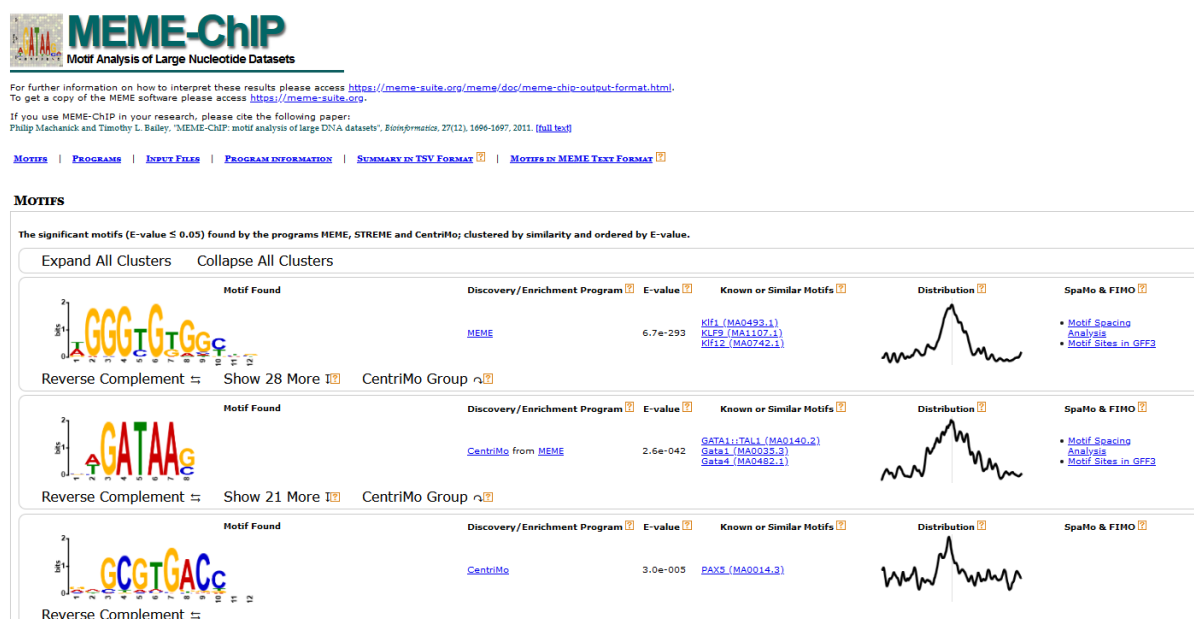 MEME-ChIP
Motif Analysis of Large Nucleotide Datasets
For further information on how to interpret these results please access https://meme-suite.org/meme/doc/meme-chip-output-format.html.
To get a copy of the MEME software please access https://meme-suite.org.
If you use MEME-ChIP in your research, please cite the following paper:
Philip Machanick and Timothy L. Bailey, "MEME-ChIP: motif analysis of large DNA datasets", Bioinformatics, 27(12), 1696-1697, 2011. [full text]
Motifs | Programs | Input Files | Program information | Summary in TSV Format ? | Motifs in MEME Text Format ?
Motifs
The significant motifs (E-value ≤ 0.05) found by the programs MEME, STREME and CentriMo; clustered by similarity and ordered by E-value.
Expand All Clusters Collapse All Clusters
Motif Found Discovery/Enrichment Program ? E-value ? Known or Similar Motifs ? Distribution ? SpaMo & FIMO ?
MEME 6.7e-293
Klf1 (MA0493.1)
KLF9 (MA1107.1)
Klf12 (MA0742.1)
• Motif Spacing
Analysis
• Motif Sites in GFF3
Reverse Complement ⇆ Show 28 More ? CentriMo Group ?
Motif Found Discovery/Enrichment Program ? E-value ? Known or Similar Motifs ? Distribution ? SpaMo & FIMO ?
CentriMo from MEME 2.6e-042
GATA1::TAL1 (MA0140.2)
Gata1 (MA0035.3)
Gata4 (MA0482.1)
• Motif Spacing
Analysis
• Motif Sites in GFF3
Reverse Complement ⇆ Show 21 More ? CentriMo Group ?
Motif Found Discovery/Enrichment Program ? E-value ? Known or Similar Motifs ? Distribution ? SpaMo & FIMO ?
CentriMo 3.0e-005 PAX5 (MA0014.3)
Reverse Complement ⇆